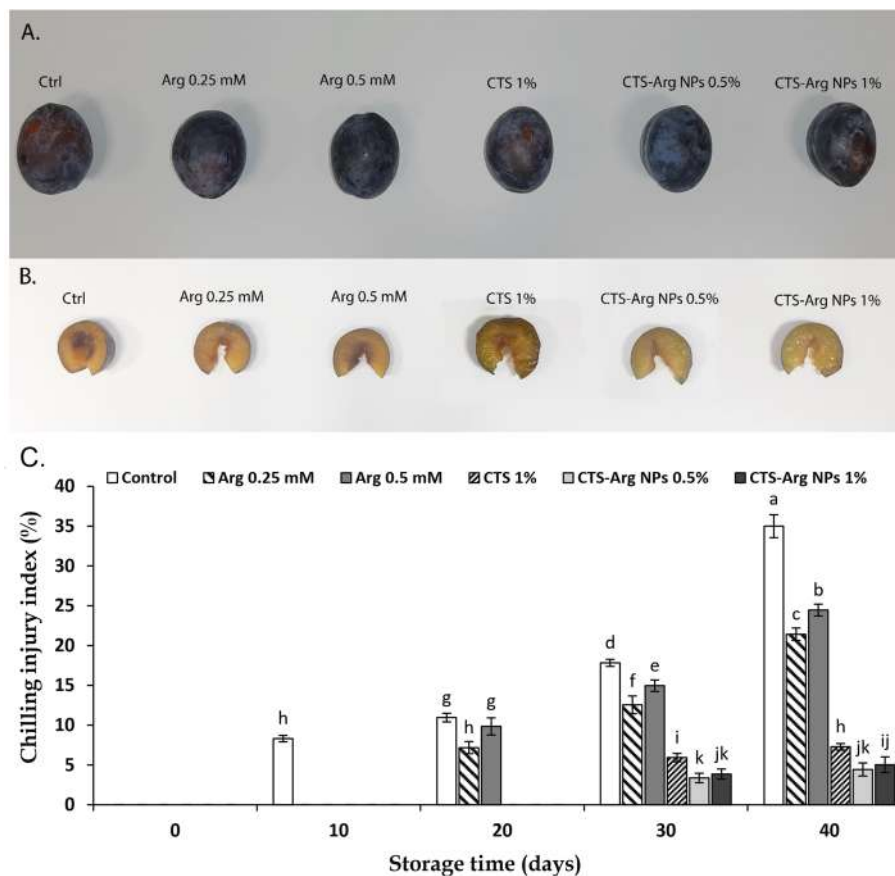 A.
Ctrl Arg 0.25 mM Arg 0.5 mM CTS 1% CTS-Arg NPs 0.5% CTS-Arg NPs 1%
B.
Ctrl Arg 0.25 mM Arg 0.5 mM CTS 1% CTS-Arg NPs 0.5% CTS-Arg NPs 1%
C.
Control Arg 0.25 mM Arg 0.5 mM CTS 1% CTS-Arg NPs 0.5% CTS-Arg NPs 1%
Chilling injury index (%)
40
35
30
25
20
15
10
5
0
h
g h g
d f e i k jk
a c b h jk ij
0 10 20 30 40
Storage time (days)